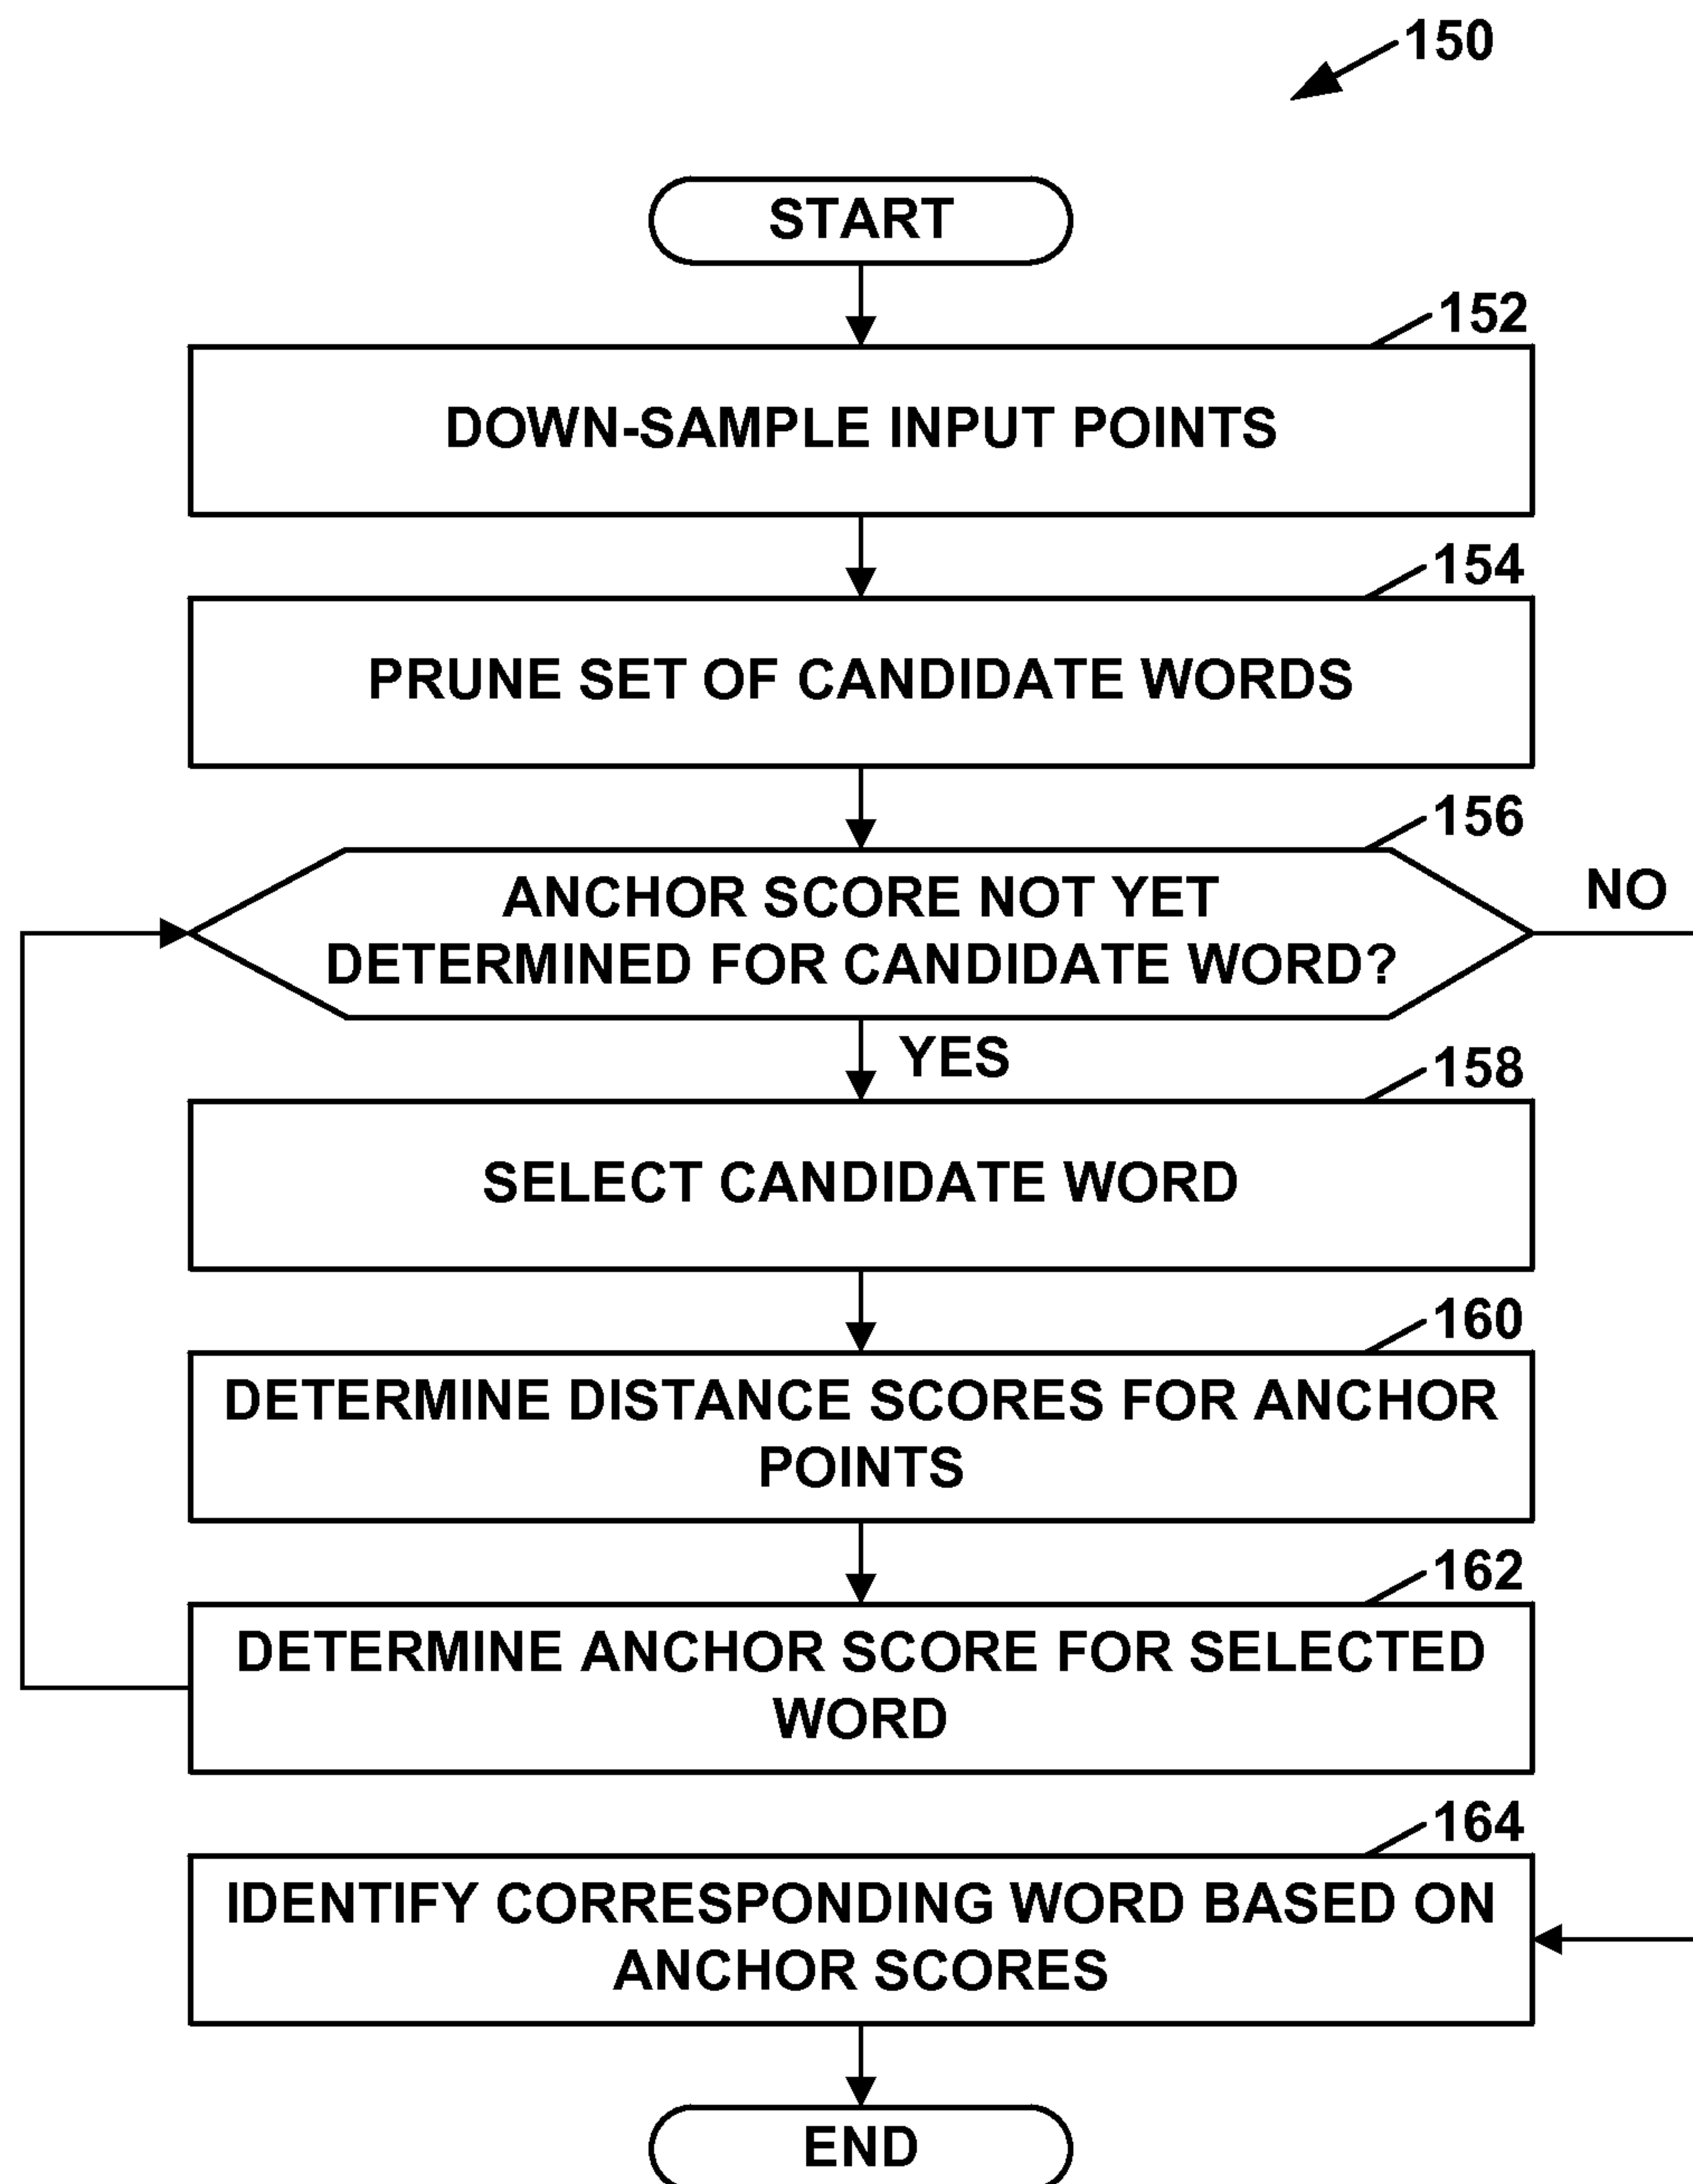 150
START
152
DOWN-SAMPLE INPUT POINTS
154
PRUNE SET OF CANDIDATE WORDS
156
ANCHOR SCORE NOT YET
DETERMINED FOR CANDIDATE WORD?
NO
YES
158
SELECT CANDIDATE WORD
160
DETERMINE DISTANCE SCORES FOR ANCHOR
POINTS
162
DETERMINE ANCHOR SCORE FOR SELECTED
WORD
164
IDENTIFY CORRESPONDING WORD BASED ON
ANCHOR SCORES
END